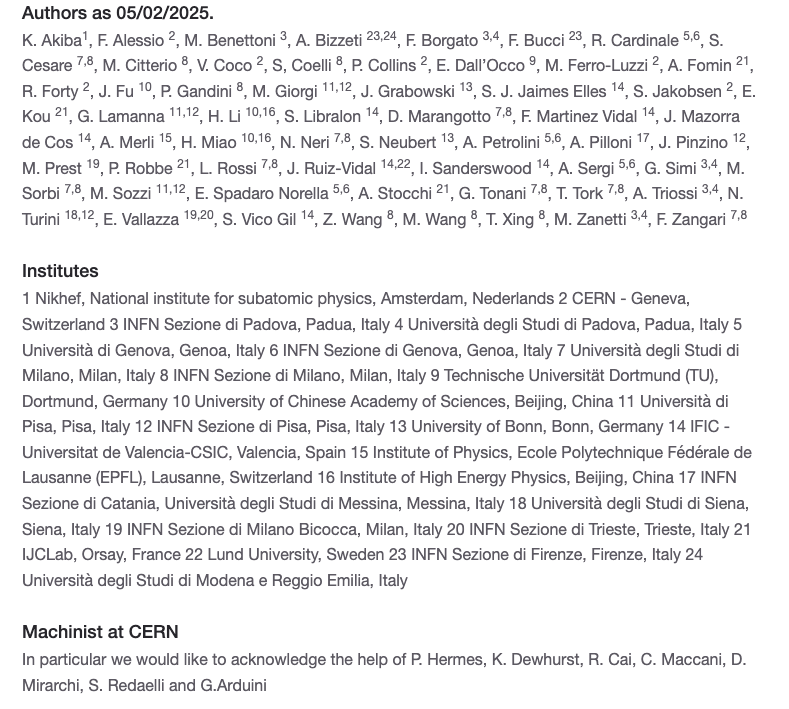 Authors as 05/02/2025.
K. Akiba1, F. Alessio 2, M. Benettoni 3, A. Bizzeti 23,24, F. Borgato 3,4, F. Bucci 23, R. Cardinale 5,6, S.
Cesare 7,8, M. Citterio 8, V. Coco 2, S, Coelli 8, P. Collins 2, E. Dall'Occo 9, M. Ferro-Luzzi 2, A. Fomin 21,
R. Forty 2, J. Fu 10, P. Gandini 8, M. Giorgi 11,12, J. Grabowski 13, S. J. Jaimes Elles 14, S. Jakobsen 2, E.
Kou 21, G. Lamanna 11,12, H. Li 10,16, S. Libralon 14, D. Marangotto 7,8, F. Martinez Vidal 14, J. Mazorra
de Cos 14, A. Merli 15, H. Miao 10,16, N. Neri 7,8, S. Neubert 13, A. Petrolini 5,6, A. Pilloni 17, J. Pinzino 12,
M. Prest 19, P. Robbe 21, L. Rossi 7,8, J. Ruiz-Vidal 14,22, I. Sanderswood 14, A. Sergi 5,6, G. Simi 3,4, M.
Sorbi 7,8, M. Sozzi 11,12, E. Spadaro Norella 5,6, A. Stocchi 21, G. Tonani 7,8, T. Tork 7,8, A. Triossi 3,4, N.
Turini 18,12, E. Vallazza 19,20, S. Vico Gil 14, Z. Wang 8, M. Wang 8, T. Xing 8, M. Zanetti 3,4, F. Zangari 7,8
Institutes
1 Nikhef, National institute for subatomic physics, Amsterdam, Nederlands 2 CERN - Geneva,
Switzerland 3 INFN Sezione di Padova, Padua, Italy 4 Università degli Studi di Padova, Padua, Italy 5
Università di Genova, Genoa, Italy 6 INFN Sezione di Genova, Genoa, Italy 7 Università degli Studi di
Milano, Milan, Italy 8 INFN Sezione di Milano, Milan, Italy 9 Technische Universität Dortmund (TU),
Dortmund, Germany 10 University of Chinese Academy of Sciences, Beijing, China 11 Università di
Pisa, Pisa, Italy 12 INFN Sezione di Pisa, Pisa, Italy 13 University of Bonn, Bonn, Germany 14 IFIC -
Universitat de Valencia-CSIC, Valencia, Spain 15 Institute of Physics, Ecole Polytechnique Fédérale de
Lausanne (EPFL), Lausanne, Switzerland 16 Institute of High Energy Physics, Beijing, China 17 INFN
Sezione di Catania, Università degli Studi di Messina, Messina, Italy 18 Università degli Studi di Siena,
Siena, Italy 19 INFN Sezione di Milano Bicocca, Milan, Italy 20 INFN Sezione di Trieste, Trieste, Italy 21
IJCLab, Orsay, France 22 Lund University, Sweden 23 INFN Sezione di Firenze, Firenze, Italy 24
Università degli Studi di Modena e Reggio Emilia, Italy
Machinist at CERN
In particular we would like to acknowledge the help of P. Hermes, K. Dewhurst, R. Cai, C. Maccani, D.
Mirarchi, S. Redaelli and G.Arduini